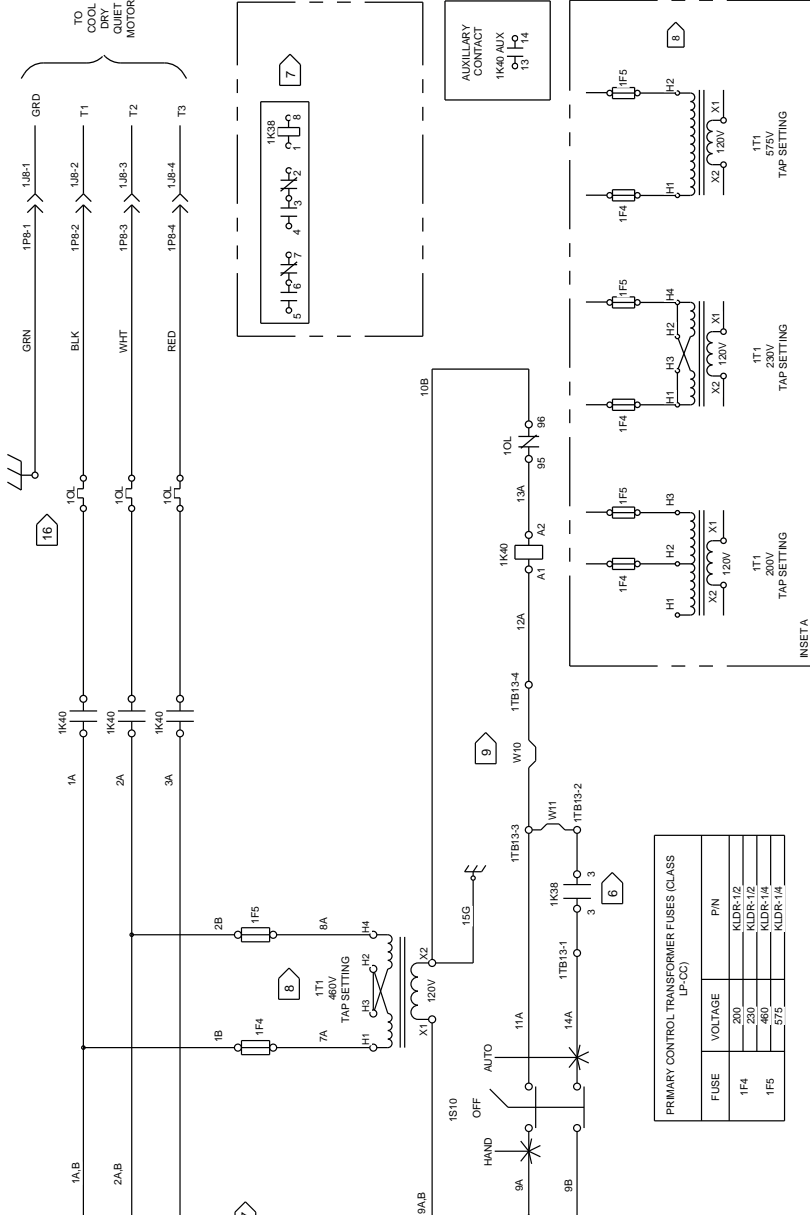 TO
COOL
DRY
QUIET
MOTOR
GRD
T1
T2
T3
1J8-1
1J8-2
1J8-3
1J8-4
1P8-1
1P8-2
1P8-3
1P8-4
GRN
BLK
WHT
RED
16
1OL
1OL
1OL
1K40
1K40
1K40
1A
2A
3A
1A,B
2A,B
7
1K38
1
8
4
3
2
5
6
7
AUXILLARY
CONTACT
1K40 AUX
13
14
8
1F4
1F5
H1
H2
X2
X1
120V
1T1
575V
TAP SETTING
1F4
1F5
H1
H3
H2
H4
X2
X1
120V
1T1
230V
TAP SETTING
1F4
1F5
H1
H2
H3
X2
X1
120V
1T1
200V
TAP SETTING
INSET A
10B
1OL
95
96
13A
1K40
A1
A2
12A
1TB13-4
9
W10
1TB13-3
W11
1TB13-2
1K38
3
3
6
1TB13-1
11A
14A
15G
2B
1F5
8A
1B
1F4
7A
8
1T1
460V
TAP SETTING
H1
H3
H2
H4
X1
X2
120V
9A,B
1S10
HAND
OFF
AUTO
9A
9B
PRIMARY CONTROL TRANSFORMER FUSES (CLASS
LP-CC)
FUSE VOLTAGE P/N
1F4
1F5
200 KLDR-1/2
230 KLDR-1/2
460 KLDR-1/4
575 KLDR-1/4